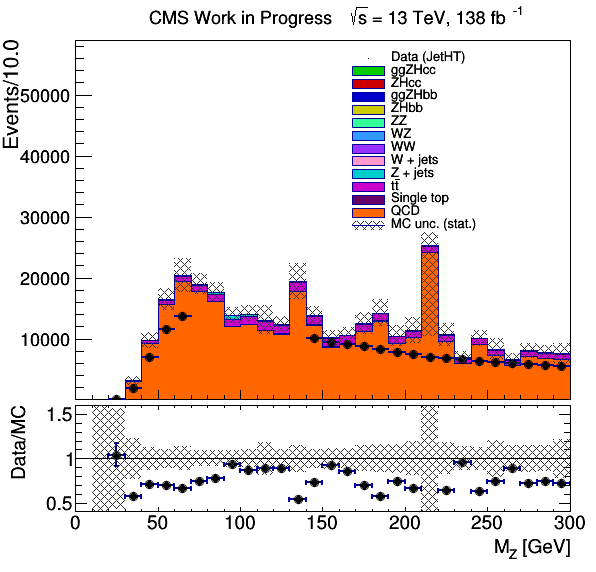 CMS Work in Progress √s = 13 TeV, 138 fb -1
Events/10.0
50000
40000
30000
20000
10000
Data (JetHT)
ggZHcc
ZHcc
ggZHbb
ZHbb
ZZ
WZ
WW
W + jets
Z + jets
tt̄
Single top
QCD
MC unc. (stat.)
Data/MC
1.5
1
0.5
0 50 100 150 200 250 300
M_Z [GeV]